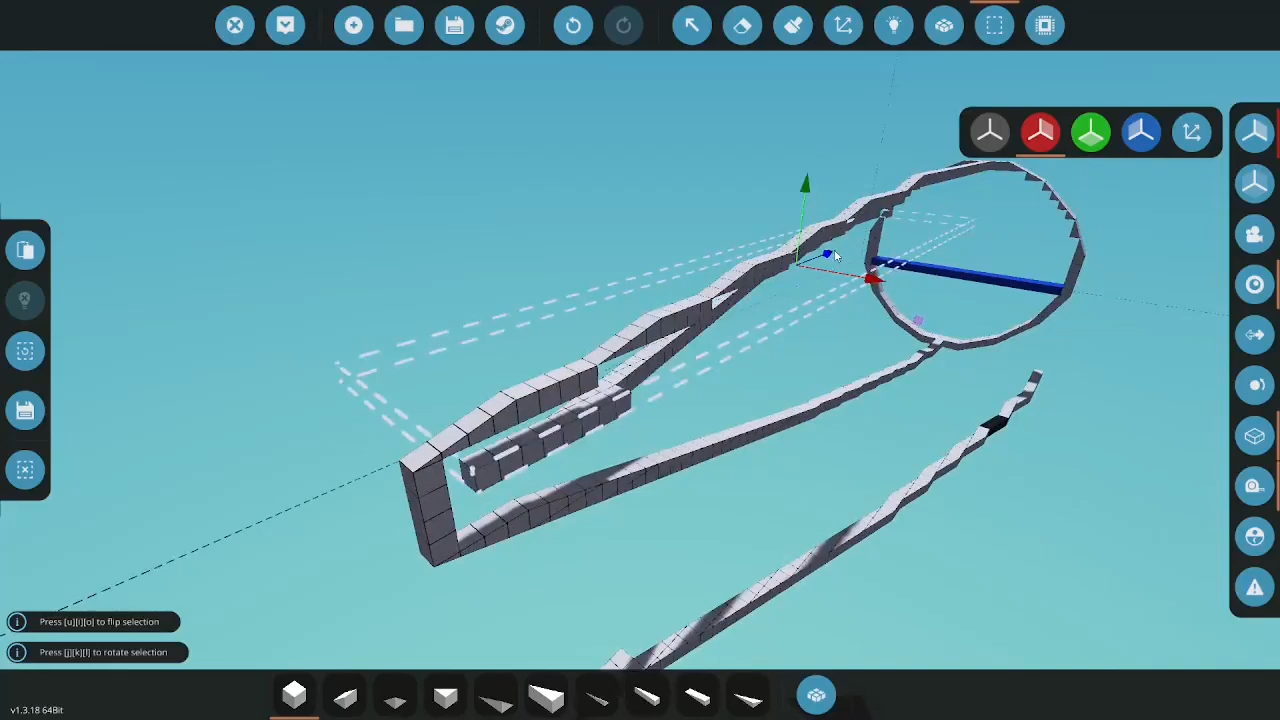 Press [u][i][o] to flip selection
Press [j][k][l] to rotate selection
v1.3.18 64Bit